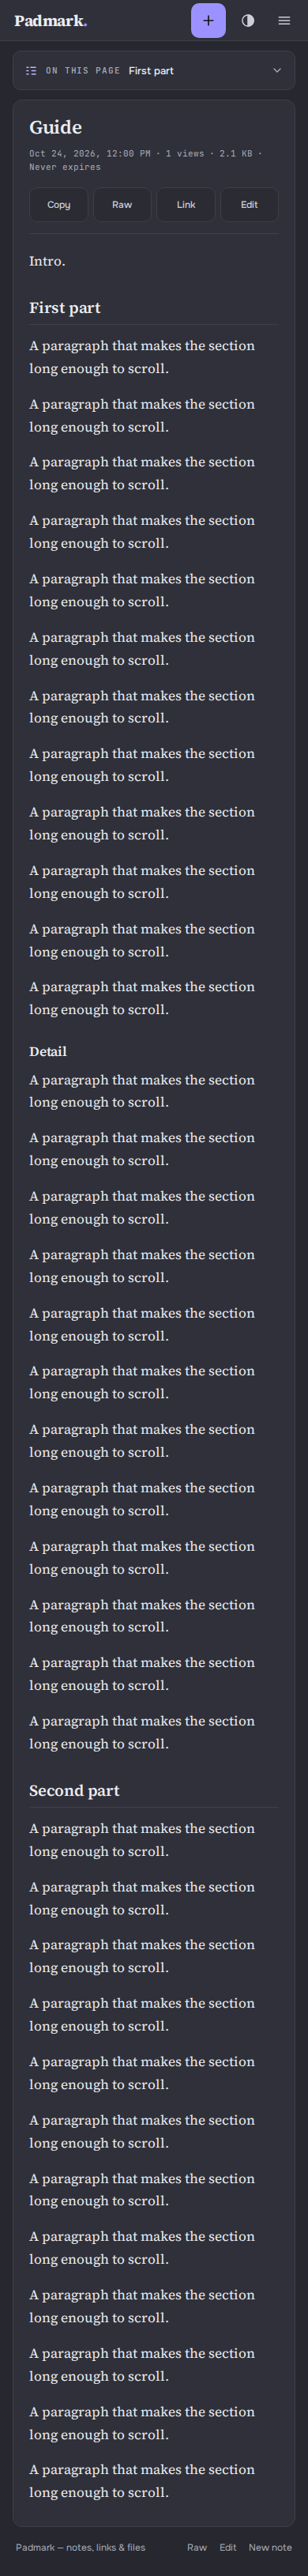 Padmark.
ON THIS PAGE First part
Guide
Oct 24, 2026, 12:00 PM · 1 views · 2.1 KB ·
Never expires
Copy Raw Link Edit
Intro.
First part
A paragraph that makes the section
long enough to scroll.
A paragraph that makes the section
long enough to scroll.
A paragraph that makes the section
long enough to scroll.
A paragraph that makes the section
long enough to scroll.
A paragraph that makes the section
long enough to scroll.
A paragraph that makes the section
long enough to scroll.
A paragraph that makes the section
long enough to scroll.
A paragraph that makes the section
long enough to scroll.
A paragraph that makes the section
long enough to scroll.
A paragraph that makes the section
long enough to scroll.
A paragraph that makes the section
long enough to scroll.
A paragraph that makes the section
long enough to scroll.
Detail
A paragraph that makes the section
long enough to scroll.
A paragraph that makes the section
long enough to scroll.
A paragraph that makes the section
long enough to scroll.
A paragraph that makes the section
long enough to scroll.
A paragraph that makes the section
long enough to scroll.
A paragraph that makes the section
long enough to scroll.
A paragraph that makes the section
long enough to scroll.
A paragraph that makes the section
long enough to scroll.
A paragraph that makes the section
long enough to scroll.
A paragraph that makes the section
long enough to scroll.
A paragraph that makes the section
long enough to scroll.
A paragraph that makes the section
long enough to scroll.
Second part
A paragraph that makes the section
long enough to scroll.
A paragraph that makes the section
long enough to scroll.
A paragraph that makes the section
long enough to scroll.
A paragraph that makes the section
long enough to scroll.
A paragraph that makes the section
long enough to scroll.
A paragraph that makes the section
long enough to scroll.
A paragraph that makes the section
long enough to scroll.
A paragraph that makes the section
long enough to scroll.
A paragraph that makes the section
long enough to scroll.
A paragraph that makes the section
long enough to scroll.
A paragraph that makes the section
long enough to scroll.
A paragraph that makes the section
long enough to scroll.
Padmark — notes, links & files Raw Edit New note